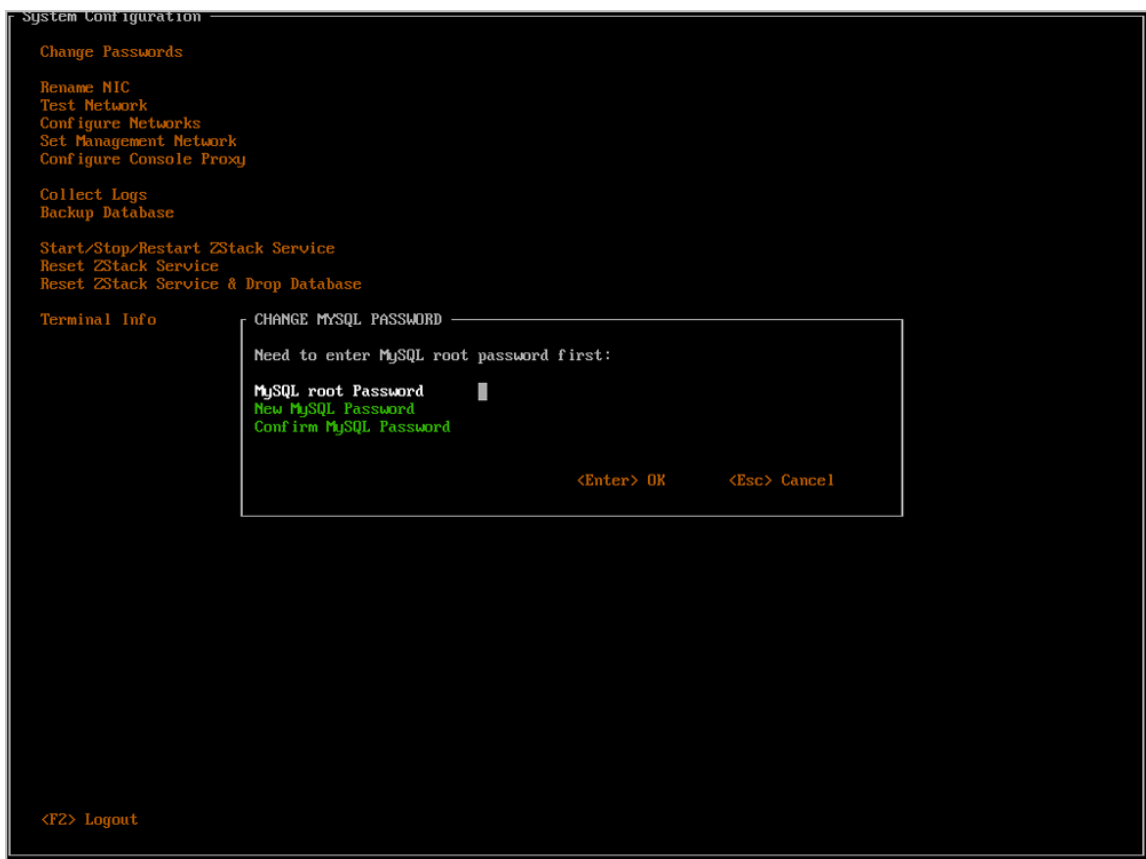 System Configuration
Change Passwords
Rename NIC
Test Network
Configure Networks
Set Management Network
Configure Console Proxy
Collect Logs
Backup Database
Start/Stop/Restart ZStack Service
Reset ZStack Service
Reset ZStack Service & Drop Database
Terminal Info
CHANGE MYSQL PASSWORD
Need to enter MySQL root password first:
MySQL root Password
New MySQL Password
Confirm MySQL Password
<Enter> OK <Esc> Cancel
<F2> Logout